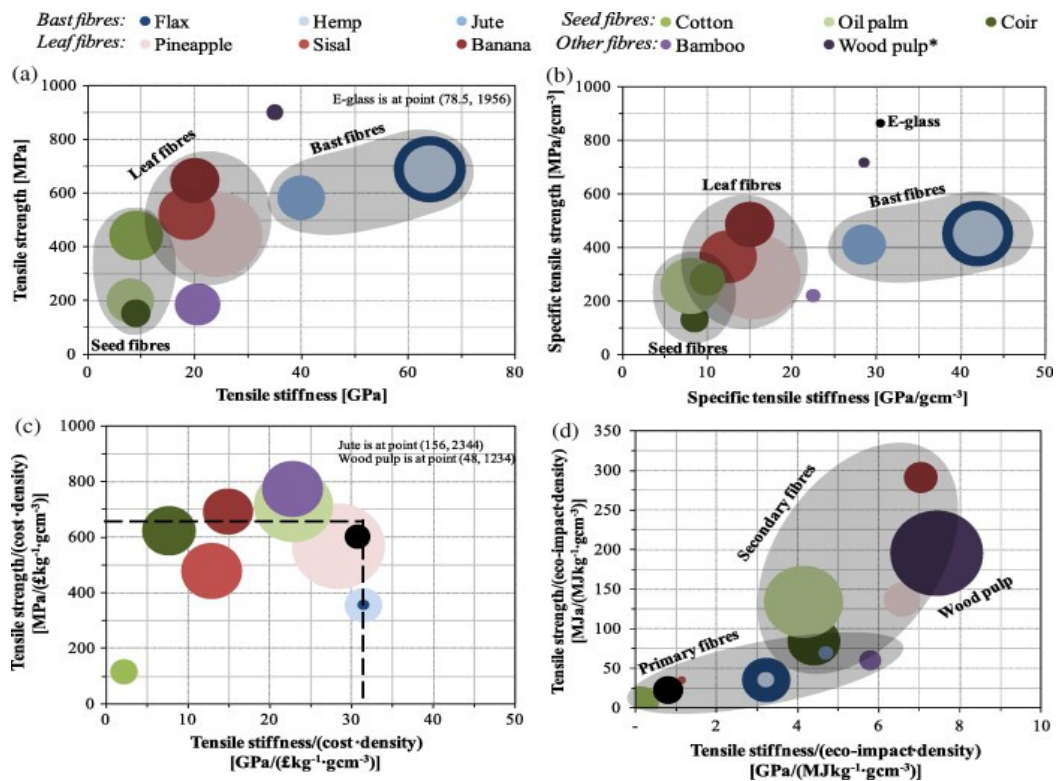 Bast fibres: Flax Hemp Jute Seed fibres: Cotton Oil palm Coir
Leaf fibres: Pineapple Sisal Banana Other fibres: Bamboo Wood pulp*
(a)
1000
800
600
400
200
0
Tensile strength [MPa]
E-glass is at point (78.5, 1956)
Leaf fibres
Bast fibres
Seed fibres
0 20 40 60 80
Tensile stiffness [GPa]
(b)
1000
800
600
400
200
0
Specific tensile strength [MPa/gcm⁻³]
E-glass
Leaf fibres
Bast fibres
Seed fibres
0 10 20 30 40 50
Specific tensile stiffness [GPa/gcm⁻³]
(c)
1000
800
600
400
200
0
Tensile strength/(cost·density)
[MPa/(£kg⁻¹·gcm⁻³)]
Jute is at point (156, 2344)
Wood pulp is at point (48, 1234)
0 10 20 30 40 50
Tensile stiffness/(cost·density)
[GPa/(£kg⁻¹·gcm⁻³)]
(d)
350
300
250
200
150
100
50
0
Tensile strength/(eco-impact·density)
[MJa/(MJkg⁻¹·gcm⁻³)]
Secondary fibres
Wood pulp
Primary fibres
- 2 4 6 8 10
Tensile stiffness/(eco-impact·density)
[GPa/(MJkg⁻¹·gcm⁻³)]